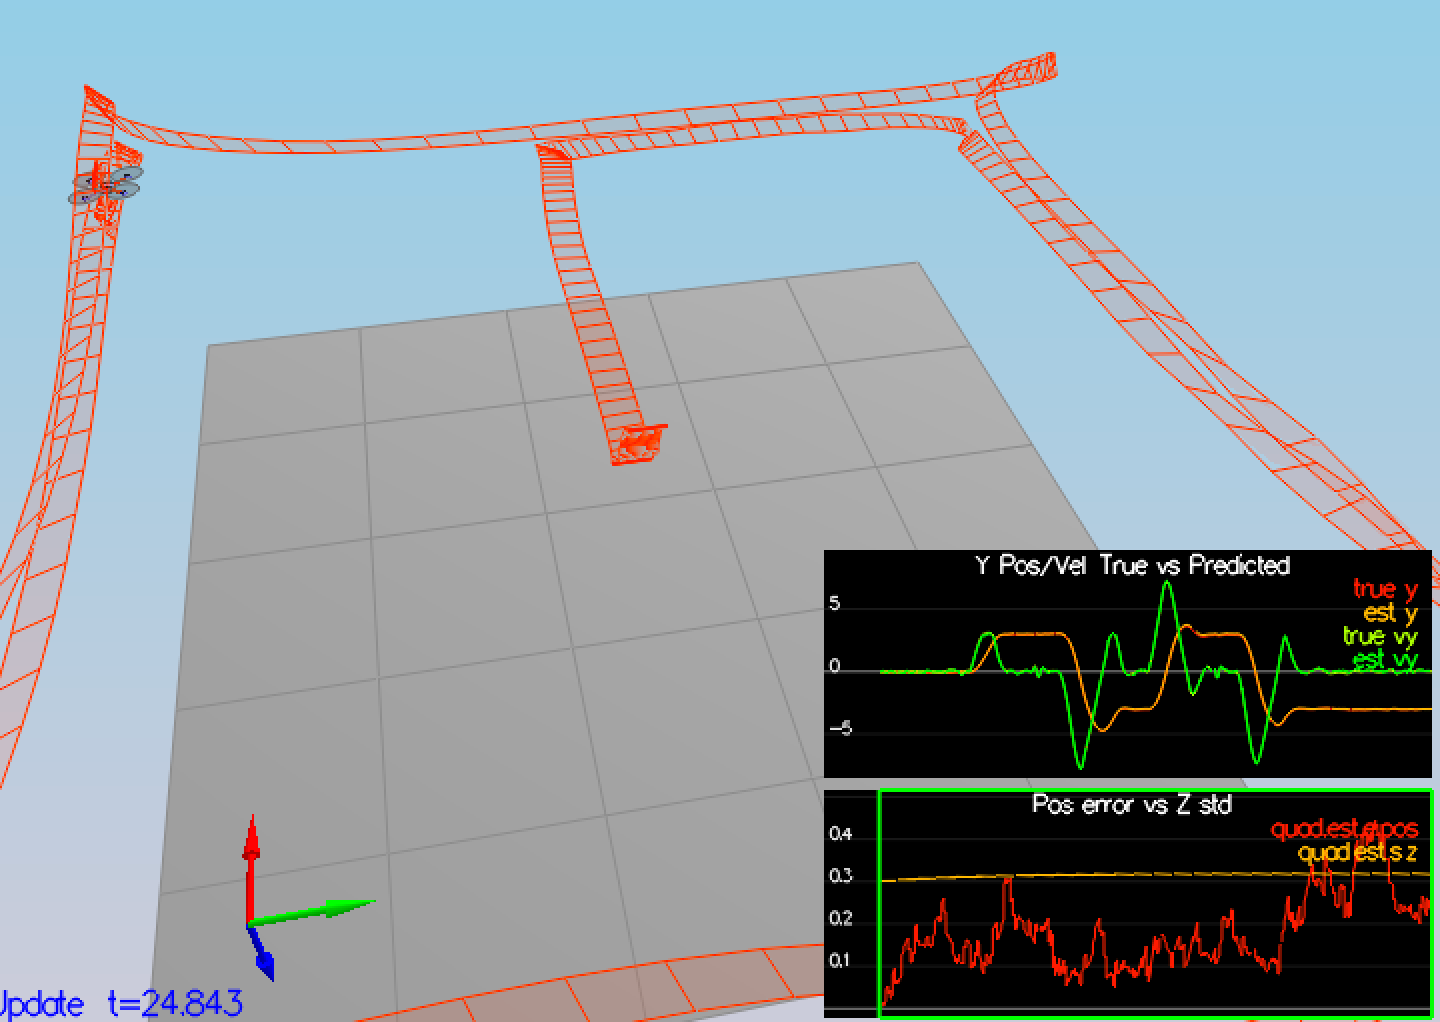 Y Pos/Vel True vs Predicted
5
0
-5
true y
est y
true vy
est vy
Pos error vs Z std
0.4
0.3
0.2
0.1
quad.est.e.pos
quad.est.s.z
Update t=24.843